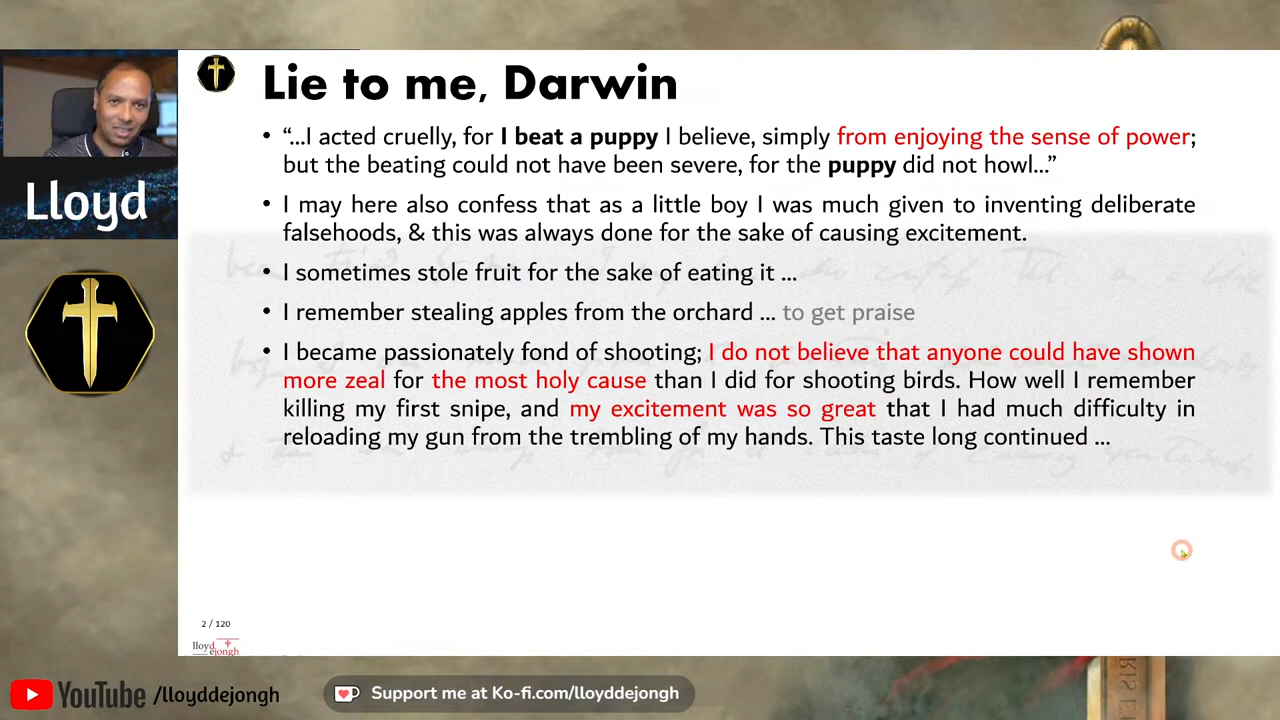 Lie to me, Darwin
• “…I acted cruelly, for I beat a puppy I believe, simply from enjoying the sense of power;
but the beating could not have been severe, for the puppy did not howl…”
• I may here also confess that as a little boy I was much given to inventing deliberate
falsehoods, & this was always done for the sake of causing excitement.
• I sometimes stole fruit for the sake of eating it …
• I remember stealing apples from the orchard … to get praise
• I became passionately fond of shooting; I do not believe that anyone could have shown
more zeal for the most holy cause than I did for shooting birds. How well I remember
killing my first snipe, and my excitement was so great that I had much difficulty in
reloading my gun from the trembling of my hands. This taste long continued …
Lloyd
2 / 120
lloyd
dejongh
YouTube /lloyddejongh
Support me at Ko-fi.com/lloyddejongh